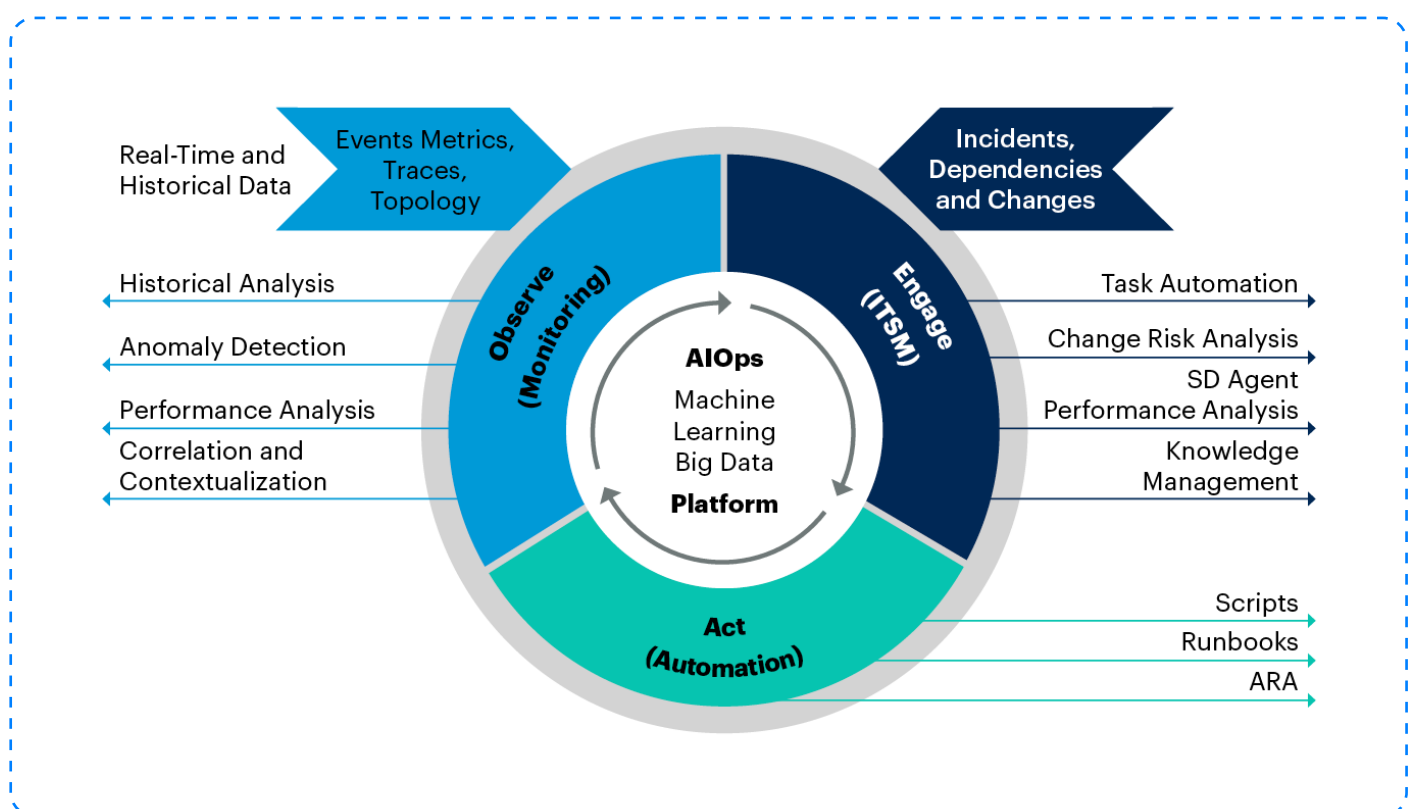 Real-Time and
Historical Data
Events Metrics,
Traces,
Topology
Incidents,
Dependencies
and Changes
Historical Analysis
Anomaly Detection
Performance Analysis
Correlation and
Contextualization
Observe
(Monitoring)
Engage
(ITSM)
AIOps
Machine
Learning
Big Data
Platform
Act
(Automation)
Task Automation
Change Risk Analysis
SD Agent
Performance Analysis
Knowledge
Management
Scripts
Runbooks
ARA